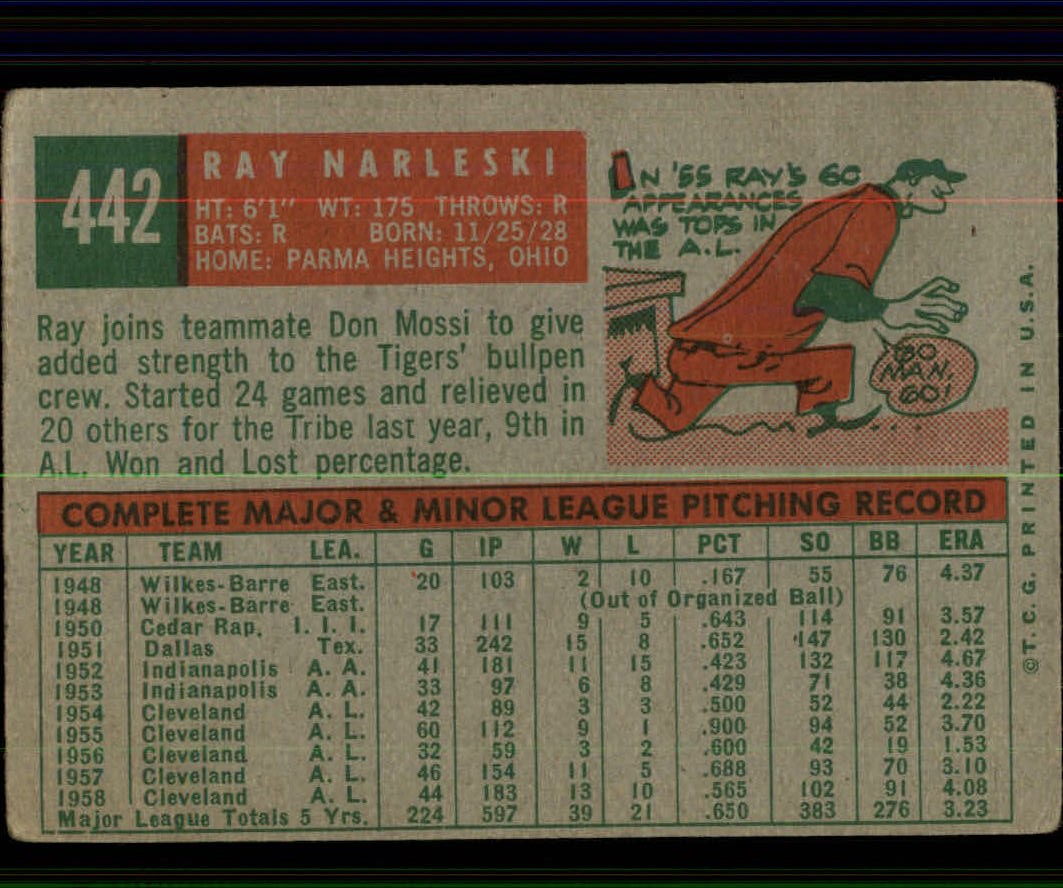 442
RAY NARLESKI
HT: 6'1" WT: 175 THROWS: R
BATS: R BORN: 11/25/28
HOME: PARMA HEIGHTS, OHIO
IN '55 RAY'S 60
APPEARANCES
WAS TOPS IN
THE A.L.
GO
MAN,
GO!
Ray joins teammate Don Mossi to give
added strength to the Tigers' bullpen
crew. Started 24 games and relieved in
20 others for the Tribe last year, 9th in
A.L. Won and Lost percentage.
COMPLETE MAJOR & MINOR LEAGUE PITCHING RECORD
YEAR TEAM LEA. G IP W L PCT SO BB ERA
1948 Wilkes-Barre East. 20 103 2 10 .167 55 76 4.37
1948 Wilkes-Barre East. (Out of Organized Ball)
1950 Cedar Rap. I. I. I. 17 111 9 5 .643 114 91 3.57
1951 Dallas Tex. 33 242 15 8 .652 147 130 2.42
1952 Indianapolis A. A. 41 181 11 15 .423 132 117 4.67
1953 Indianapolis A. A. 33 97 6 8 .429 71 38 4.36
1954 Cleveland A. L. 42 89 3 3 .500 52 44 2.22
1955 Cleveland A. L. 60 112 9 1 .900 94 52 3.70
1956 Cleveland A. L. 32 59 3 2 .600 42 19 1.53
1957 Cleveland A. L. 46 154 11 5 .688 93 70 3.10
1958 Cleveland A. L. 44 183 13 10 .565 102 91 4.08
Major League Totals 5 Yrs. 224 597 39 21 .650 383 276 3.23
©T. C. G. PRINTED IN U.S.A.